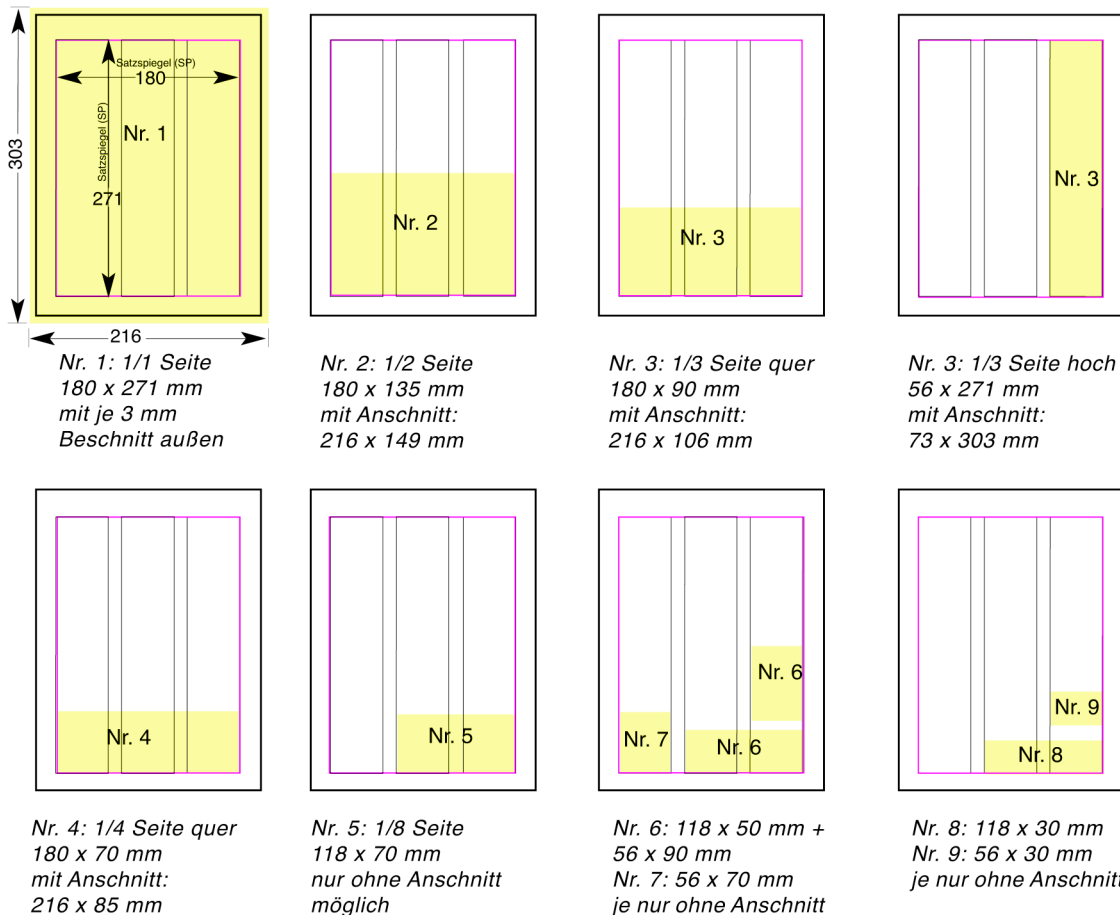 Satzspiegel (SP)
180
Satzspiegel (SP)
Nr. 1
271
303
216
Nr. 1: 1/1 Seite
180 x 271 mm
mit je 3 mm
Beschnitt außen
Nr. 2
Nr. 2: 1/2 Seite
180 x 135 mm
mit Anschnitt:
216 x 149 mm
Nr. 3
Nr. 3: 1/3 Seite quer
180 x 90 mm
mit Anschnitt:
216 x 106 mm
Nr. 3
Nr. 3: 1/3 Seite hoch
56 x 271 mm
mit Anschnitt:
73 x 303 mm
Nr. 4
Nr. 4: 1/4 Seite quer
180 x 70 mm
mit Anschnitt:
216 x 85 mm
Nr. 5
Nr. 5: 1/8 Seite
118 x 70 mm
nur ohne Anschnitt
möglich
Nr. 6
Nr. 7
Nr. 6
Nr. 6: 118 x 50 mm +
56 x 90 mm
Nr. 7: 56 x 70 mm
je nur ohne Anschnitt
Nr. 9
Nr. 8
Nr. 8: 118 x 30 mm
Nr. 9: 56 x 30 mm
je nur ohne Anschnitt